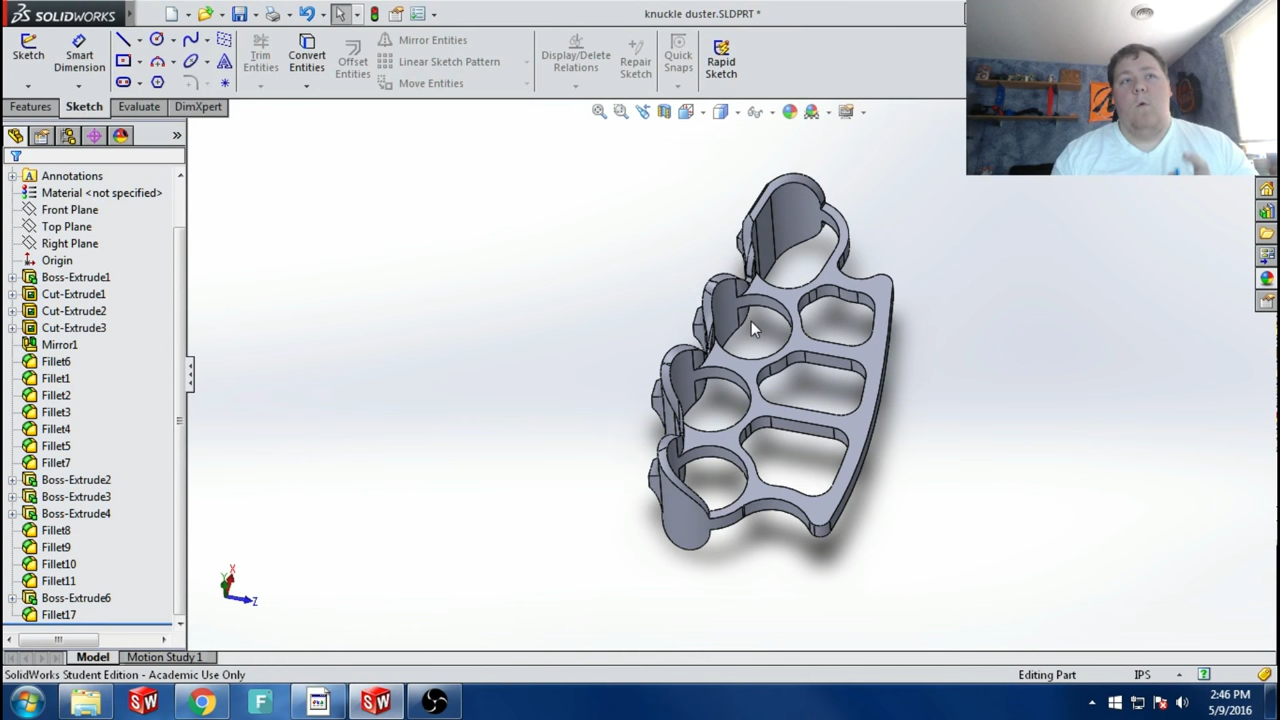 SOLIDWORKS
knuckle duster.SLDPRT *
Sketch
Smart Dimension
Trim Entities
Convert Entities
Offset Entities
Mirror Entities
Linear Sketch Pattern
Move Entities
Display/Delete Relations
Repair Sketch
Quick Snaps
Rapid Sketch
Features
Sketch
Evaluate
DimXpert
Annotations
Material <not specified>
Front Plane
Top Plane
Right Plane
Origin
Boss-Extrude1
Cut-Extrude1
Cut-Extrude2
Cut-Extrude3
Mirror1
Fillet6
Fillet1
Fillet2
Fillet3
Fillet4
Fillet5
Fillet7
Boss-Extrude2
Boss-Extrude3
Boss-Extrude4
Fillet8
Fillet9
Fillet10
Fillet11
Boss-Extrude6
Fillet17
X
Y
Z
Model
Motion Study 1
SolidWorks Student Edition - Academic Use Only
Editing Part
IPS
2:46 PM
5/9/2016